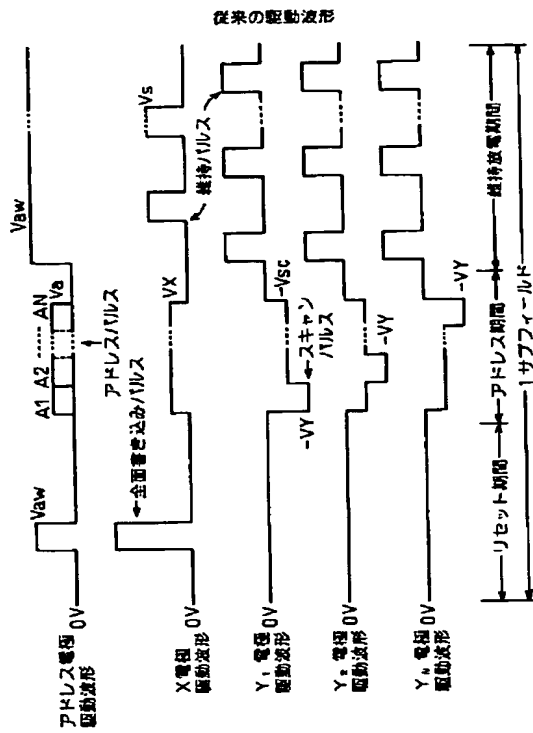 従来の駆動波形
アドレス電極
駆動波形
0V
Vaw
A1 A2 ...... AN
Va
アドレスパルス
Vaw
X電極
駆動波形
0V
全面書き込みパルス
VX
Vs
維持パルス
Y₁電極
駆動波形
0V
-VY
スキャン
パルス
-Vsc
Y₂電極
駆動波形
0V
-VY
Y_N電極
駆動波形
0V
-VY
リセット期間
アドレス期間
維持放電期間
1サブフィールド